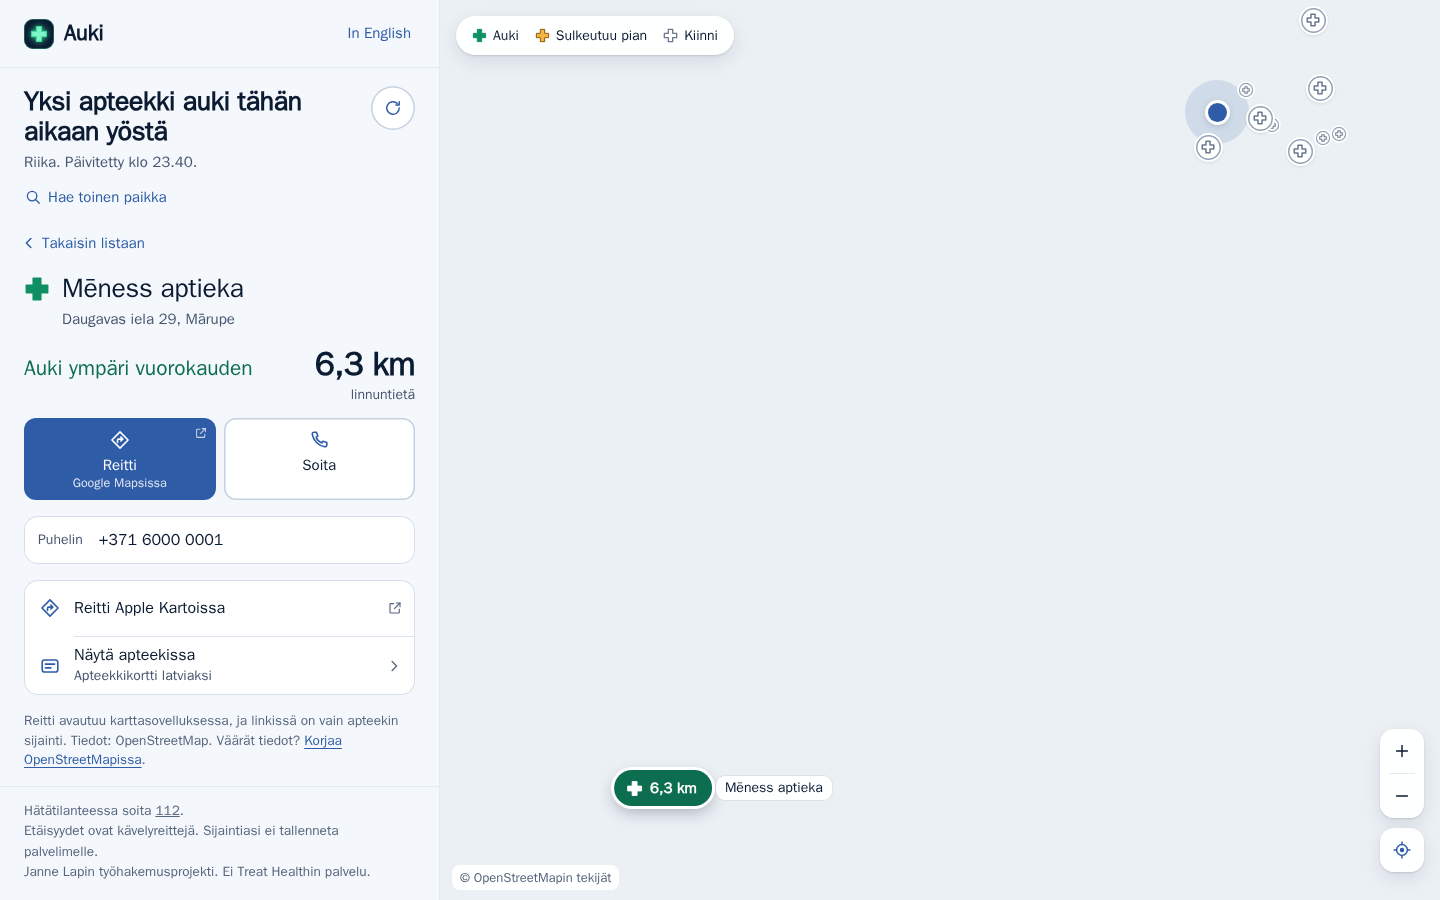 Auki
In English
Yksi apteekki auki tähän
aikaan yöstä
Riika. Päivitetty klo 23.40.
Hae toinen paikka
Takaisin listaan
Mēness aptieka
Daugavas iela 29, Mārupe
Auki ympäri vuorokauden
6,3 km
linnuntietä
Reitti
Google Mapsissa
Soita
Puhelin +371 6000 0001
Reitti Apple Kartoissa
Näytä apteekissa
Apteekkikortti latviaksi
Reitti avautuu karttasovelluksessa, ja linkissä on vain apteekin
sijainti. Tiedot: OpenStreetMap. Väärät tiedot? Korjaa
OpenStreetMapissa.
Hätätilanteessa soita 112.
Etäisyydet ovat kävelyreittejä. Sijaintiasi ei tallenneta
palvelimelle.
Janne Lapin työhakemusprojekti. Ei Treat Healthin palvelu.
Auki Sulkeutuu pian Kiinni
6,3 km Mēness aptieka
© OpenStreetMapin tekijät